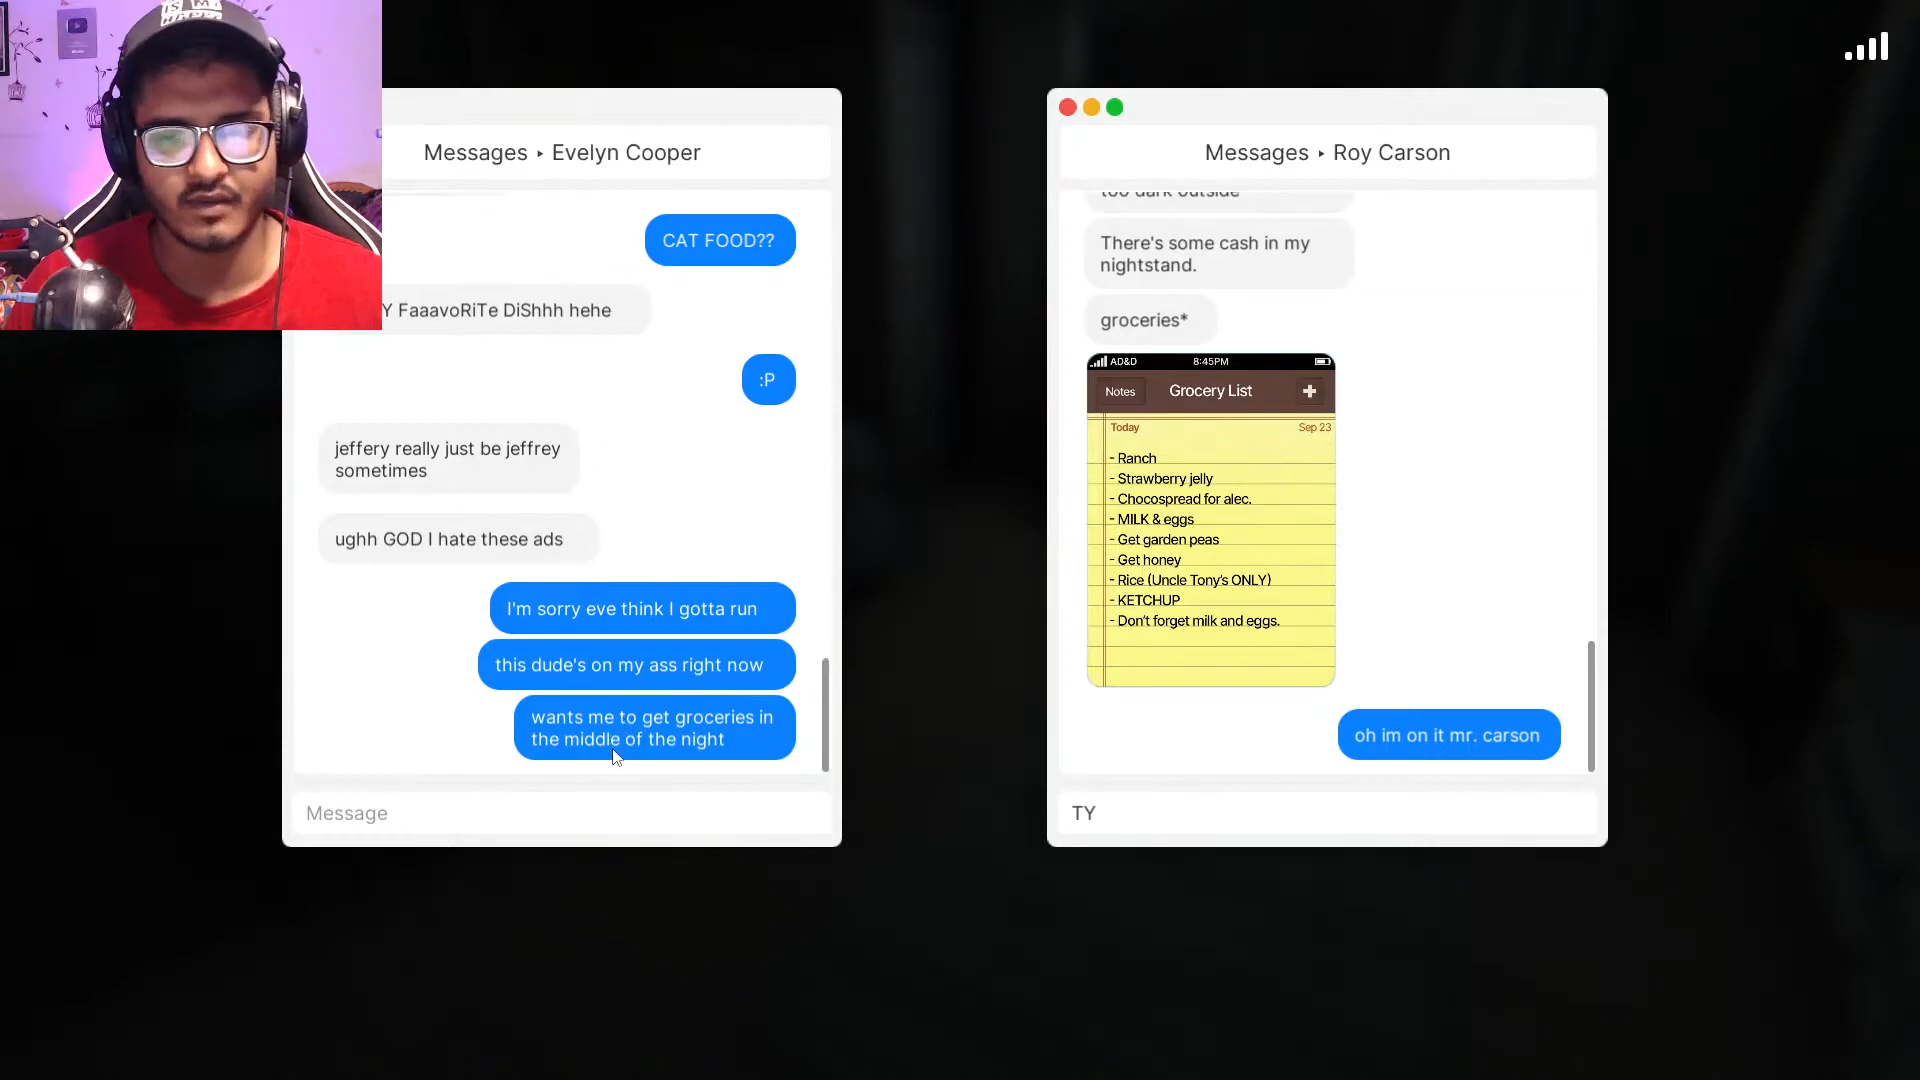 Messages ‣ Evelyn Cooper
CAT FOOD??
Y FaaavoRiTe DiShhh hehe
:P
jeffery really just be jeffrey
sometimes
ughh GOD I hate these ads
I'm sorry eve think I gotta run
this dude's on my ass right now
wants me to get groceries in
the middle of the night
Message
Messages ‣ Roy Carson
too dark outside
There's some cash in my
nightstand.
groceries*
AD&D 8:45PM
Notes Grocery List +
Today Sep 23
- Ranch
- Strawberry jelly
- Chocospread for alec.
- MILK & eggs
- Get garden peas
- Get honey
- Rice (Uncle Tony's ONLY)
- KETCHUP
- Don't forget milk and eggs.
oh im on it mr. carson
TY